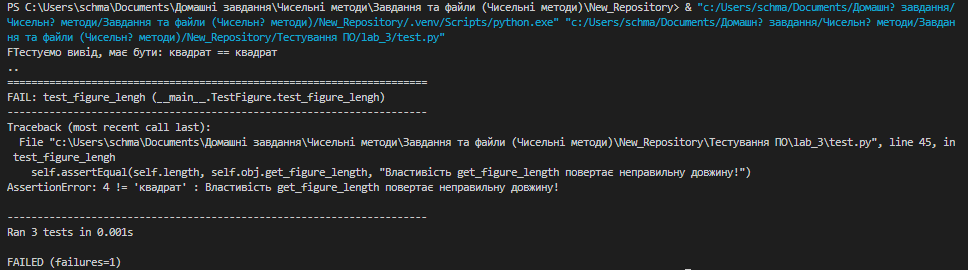 PS C:\Users\schma\Documents\Домашні завдання\Чисельні методи\Завдання та файли (Чисельні методи)\New_Repository> & "c:/Users/schma/Documents/Домашн? завдання/
Чисельн? методи/Завдання та файли (Чисельн? методи)/New_Repository/.venv/Scripts/python.exe" "c:/Users/schma/Documents/Домашн? завдання/Чисельн? методи/Завдан
ня та файли (Чисельн? методи)/New_Repository/Тестування ПО/lab_3/test.py"
FТестуємо вивід, має бути: квадрат == квадрат
..
======================================================================
FAIL: test_figure_lengh (__main__.TestFigure.test_figure_lengh)
----------------------------------------------------------------------
Traceback (most recent call last):
File "c:\Users\schma\Documents\Домашні завдання\Чисельні методи\Завдання та файли (Чисельні методи)\New_Repository\Тестування ПО\lab_3\test.py", line 45, in
test_figure_lengh
self.assertEqual(self.length, self.obj.get_figure_length, "Властивість get_figure_length повертає неправильну довжину!")
AssertionError: 4 != 'квадрат' : Властивість get_figure_length повертає неправильну довжину!
----------------------------------------------------------------------
Ran 3 tests in 0.001s
FAILED (failures=1)